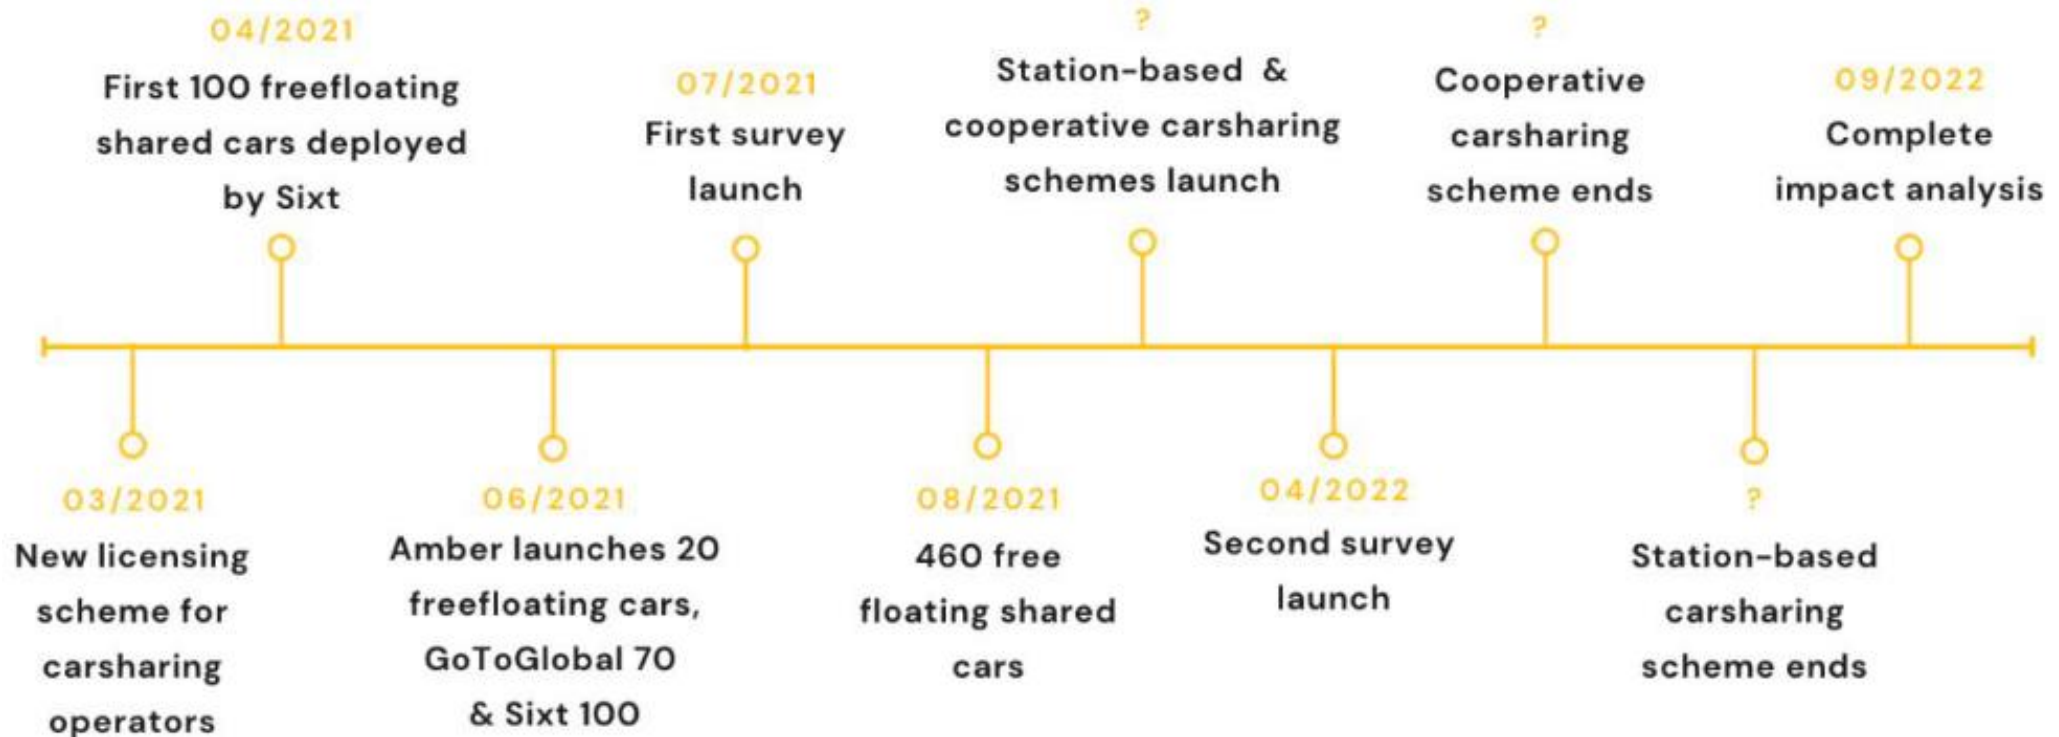 04/2021
First 100 freefloating
shared cars deployed
by Sixt
07/2021
First survey
launch
?
Station-based &
cooperative carsharing
schemes launch
?
Cooperative
carsharing
scheme ends
09/2022
Complete
impact analysis
03/2021
New licensing
scheme for
carsharing
operators
06/2021
Amber launches 20
freefloating cars,
GoToGlobal 70
& Sixt 100
08/2021
460 free
floating shared
cars
04/2022
Second survey
launch
?
Station-based
carsharing
scheme ends